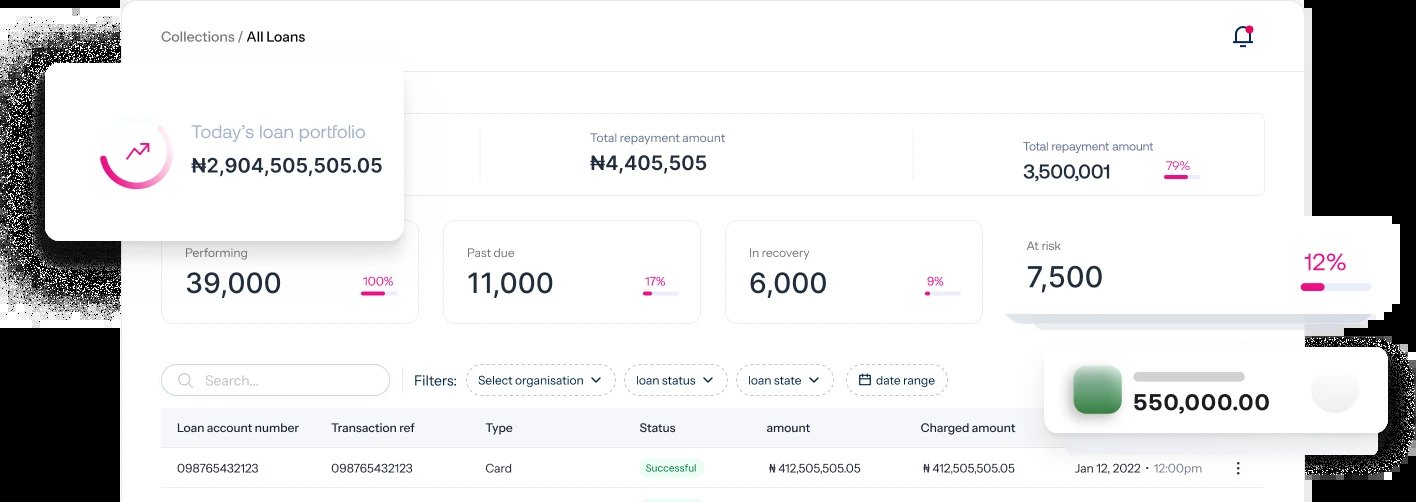 Collections / All Loans
Today's loan portfolio
₦2,904,505,505.05
Total repayment amount
₦4,405,505
Total repayment amount
3,500,001
79%
Performing
39,000
100%
Past due
11,000
17%
In recovery
6,000
9%
At risk
7,500
12%
Search...
Filters:
Select organisation
loan status
loan state
date range
550,000.00
Loan account number Transaction ref Type Status amount Charged amount
098765432123 098765432123 Card Successful ₦ 412,505,505.05 ₦ 412,505,505.05 Jan 12, 2022 • 12:00pm